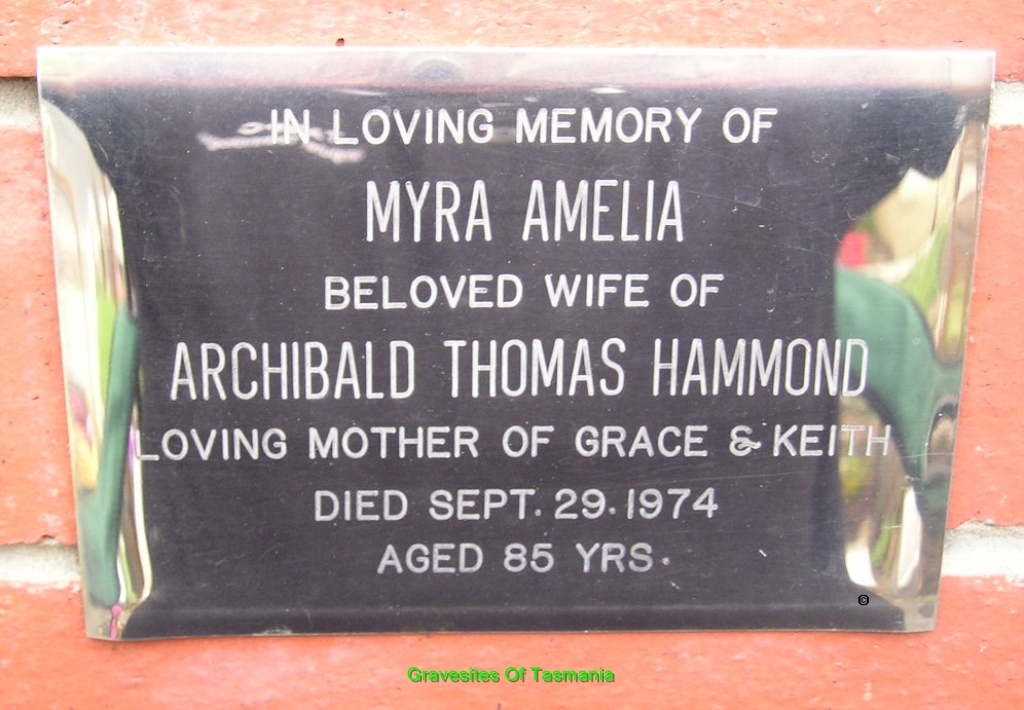 IN LOVING MEMORY OF
MYRA AMELIA
BELOVED WIFE OF
ARCHIBALD THOMAS HAMMOND
LOVING MOTHER OF GRACE & KEITH
DIED SEPT. 29. 1974
AGED 85 YRS.
©
Gravesites Of Tasmania